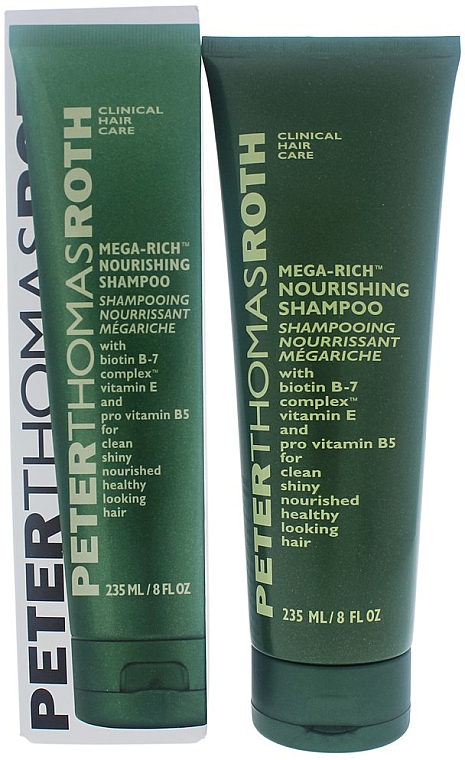 PETERTHOMASROTH
PETERTHOMASROTH
CLINICAL
HAIR
CARE
MEGA-RICH™
NOURISHING
SHAMPOO
SHAMPOOING
NOURRISSANT
MÉGARICHE
with
biotin B-7
complex™
vitamin E
and
pro vitamin B5
for
clean
shiny
nourished
healthy
looking
hair
235 ML/8 FL OZ
PETERTHOMASROTH
CLINICAL
HAIR
CARE
MEGA-RICH™
NOURISHING
SHAMPOO
SHAMPOOING
NOURRISSANT
MÉGARICHE
with
biotin B-7
complex™
vitamin E
and
pro vitamin B5
for
clean
shiny
nourished
healthy
looking
hair
235 ML/8 FL OZ